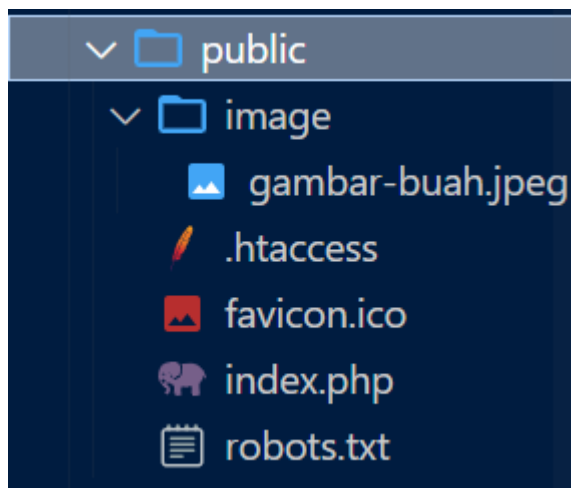 public
image
gambar-buah.jpeg
.htaccess
favicon.ico
index.php
robots.txt